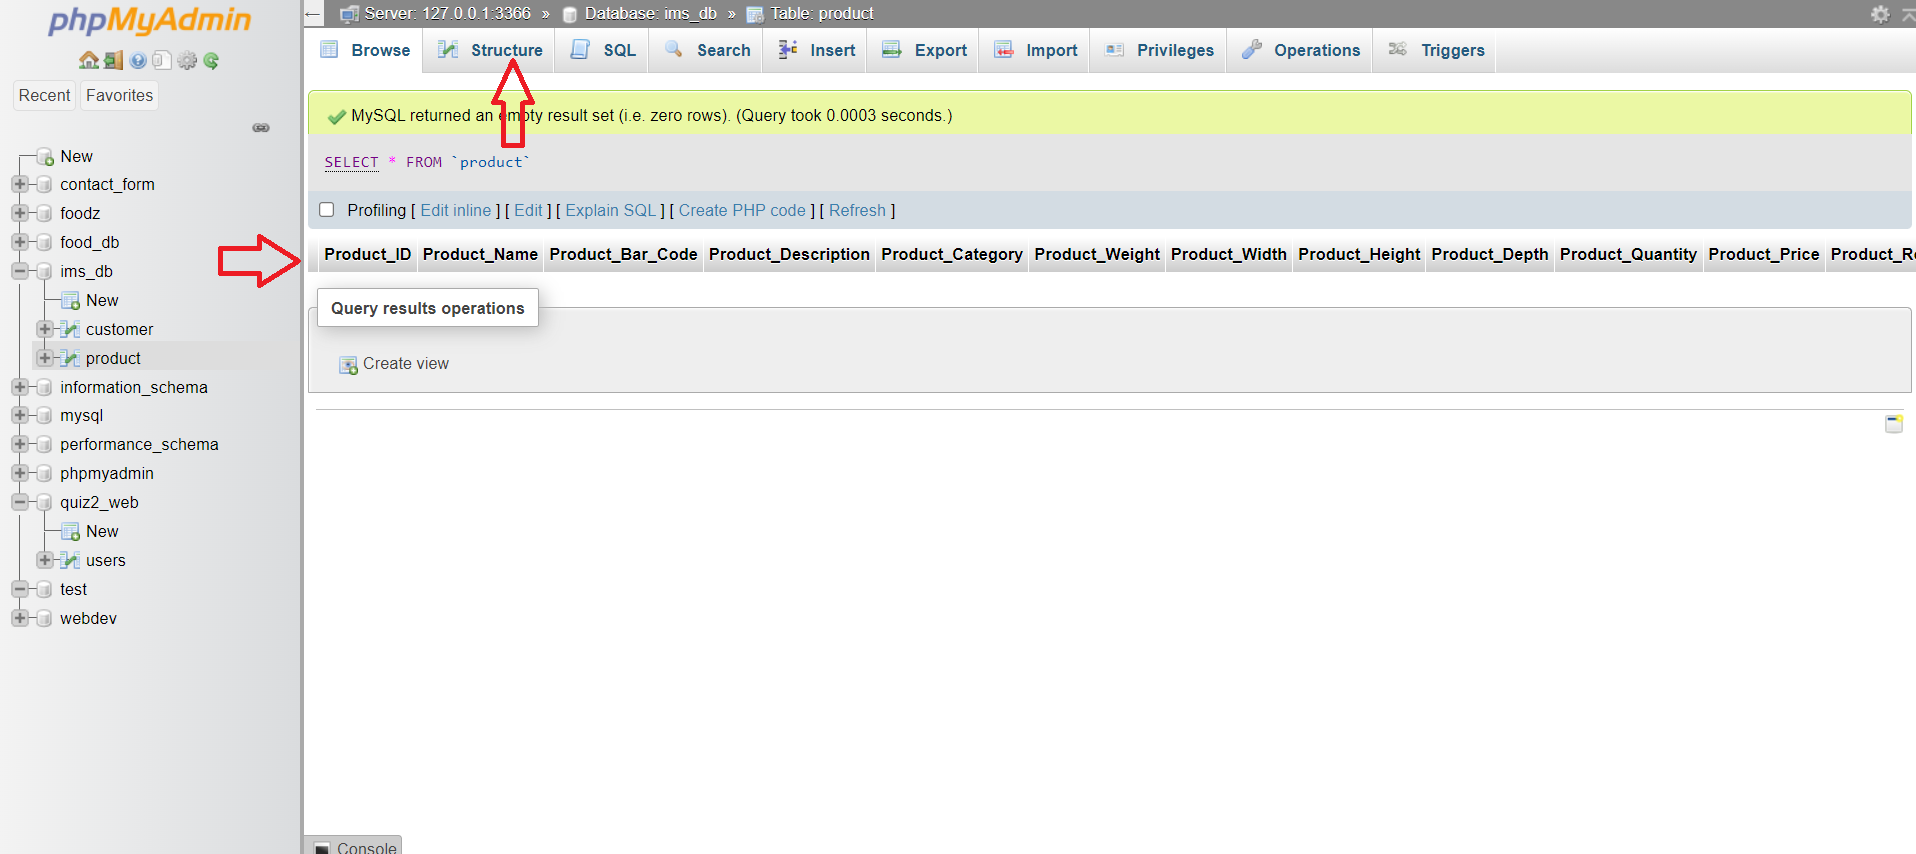 phpMyAdmin
Recent Favorites
New
contact_form
foodz
food_db
ims_db
New
customer
product
information_schema
mysql
performance_schema
phpmyadmin
quiz2_web
New
users
test
webdev
Server: 127.0.0.1:3366 » Database: ims_db » Table: product
Browse Structure SQL Search Insert Export Import Privileges Operations Triggers
MySQL returned an empty result set (i.e. zero rows). (Query took 0.0003 seconds.)
SELECT * FROM `product`
Profiling [ Edit inline ] [ Edit ] [ Explain SQL ] [ Create PHP code ] [ Refresh ]
Product_ID Product_Name Product_Bar_Code Product_Description Product_Category Product_Weight Product_Width Product_Height Product_Depth Product_Quantity Product_Price
Query results operations
Create view
Console